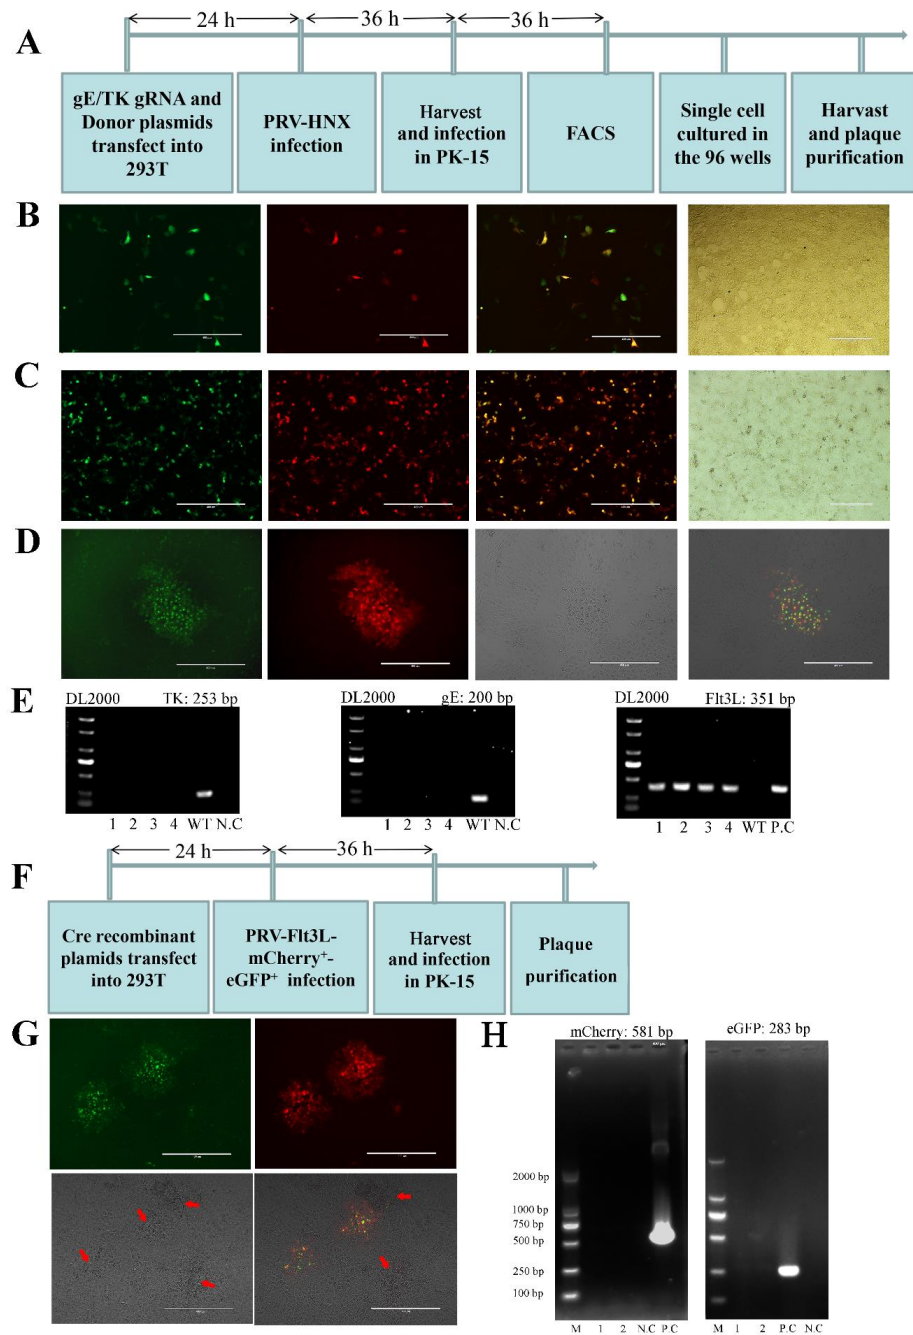 A
24 h
36 h
36 h
gE/TK gRNA and
Donor plasmids
transfect into
293T
PRV-HNX
infection
Harvest
and infection
in PK-15
FACS
Single cell
cultured in
the 96 wells
Harvast
and plaque
purification
B
C
D
E
DL2000
TK: 253 bp
1 2 3 4 WT N.C
DL2000
gE: 200 bp
1 2 3 4 WT N.C
DL2000
Flt3L: 351 bp
1 2 3 4 WT P.C
F
24 h
36 h
Cre recombinant
plamids transfect
into 293T
PRV-Flt3L-
mCherry⁺-
eGFP⁺ infection
Harvest
and infection
in PK-15
Plaque
purification
G
H
mCherry: 581 bp
2000 bp
1000 bp
750 bp
500 bp
250 bp
100 bp
M 1 2 N.C P.C
eGFP: 283 bp
M 1 2 P.C N.C